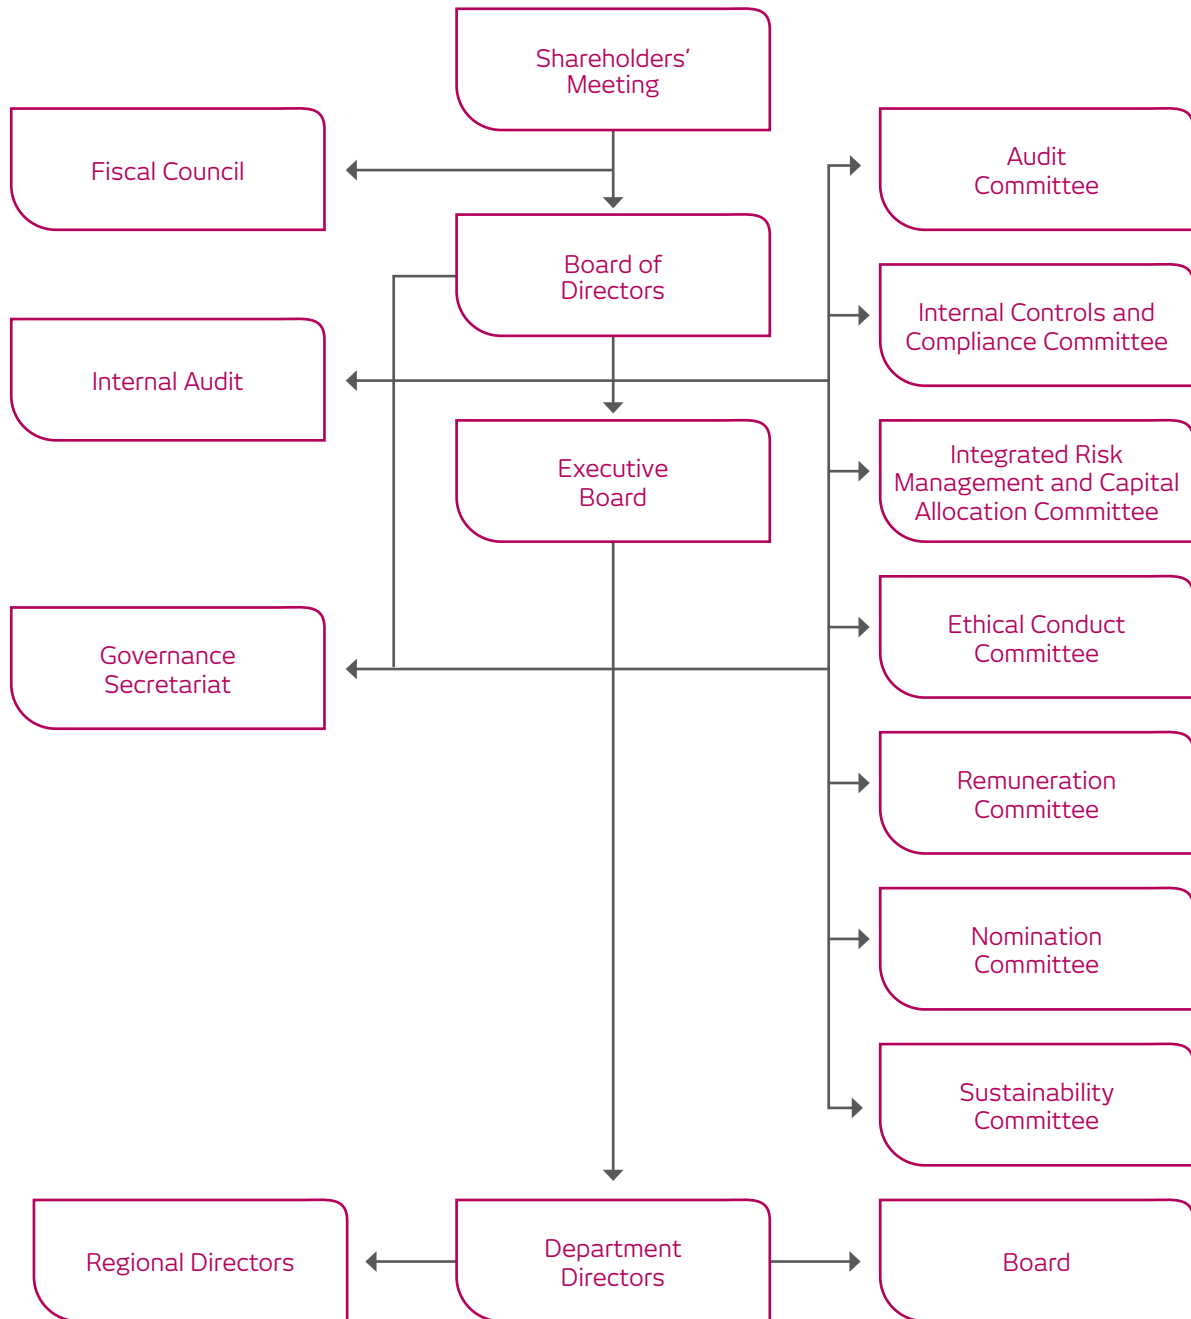 Shareholders’
Meeting
Fiscal Council
Audit
Committee
Board of
Directors
Internal Controls and
Compliance Committee
Internal Audit
Executive
Board
Integrated Risk
Management and Capital
Allocation Committee
Governance
Secretariat
Ethical Conduct
Committee
Remuneration
Committee
Nomination
Committee
Sustainability
Committee
Regional Directors
Department
Directors
Board